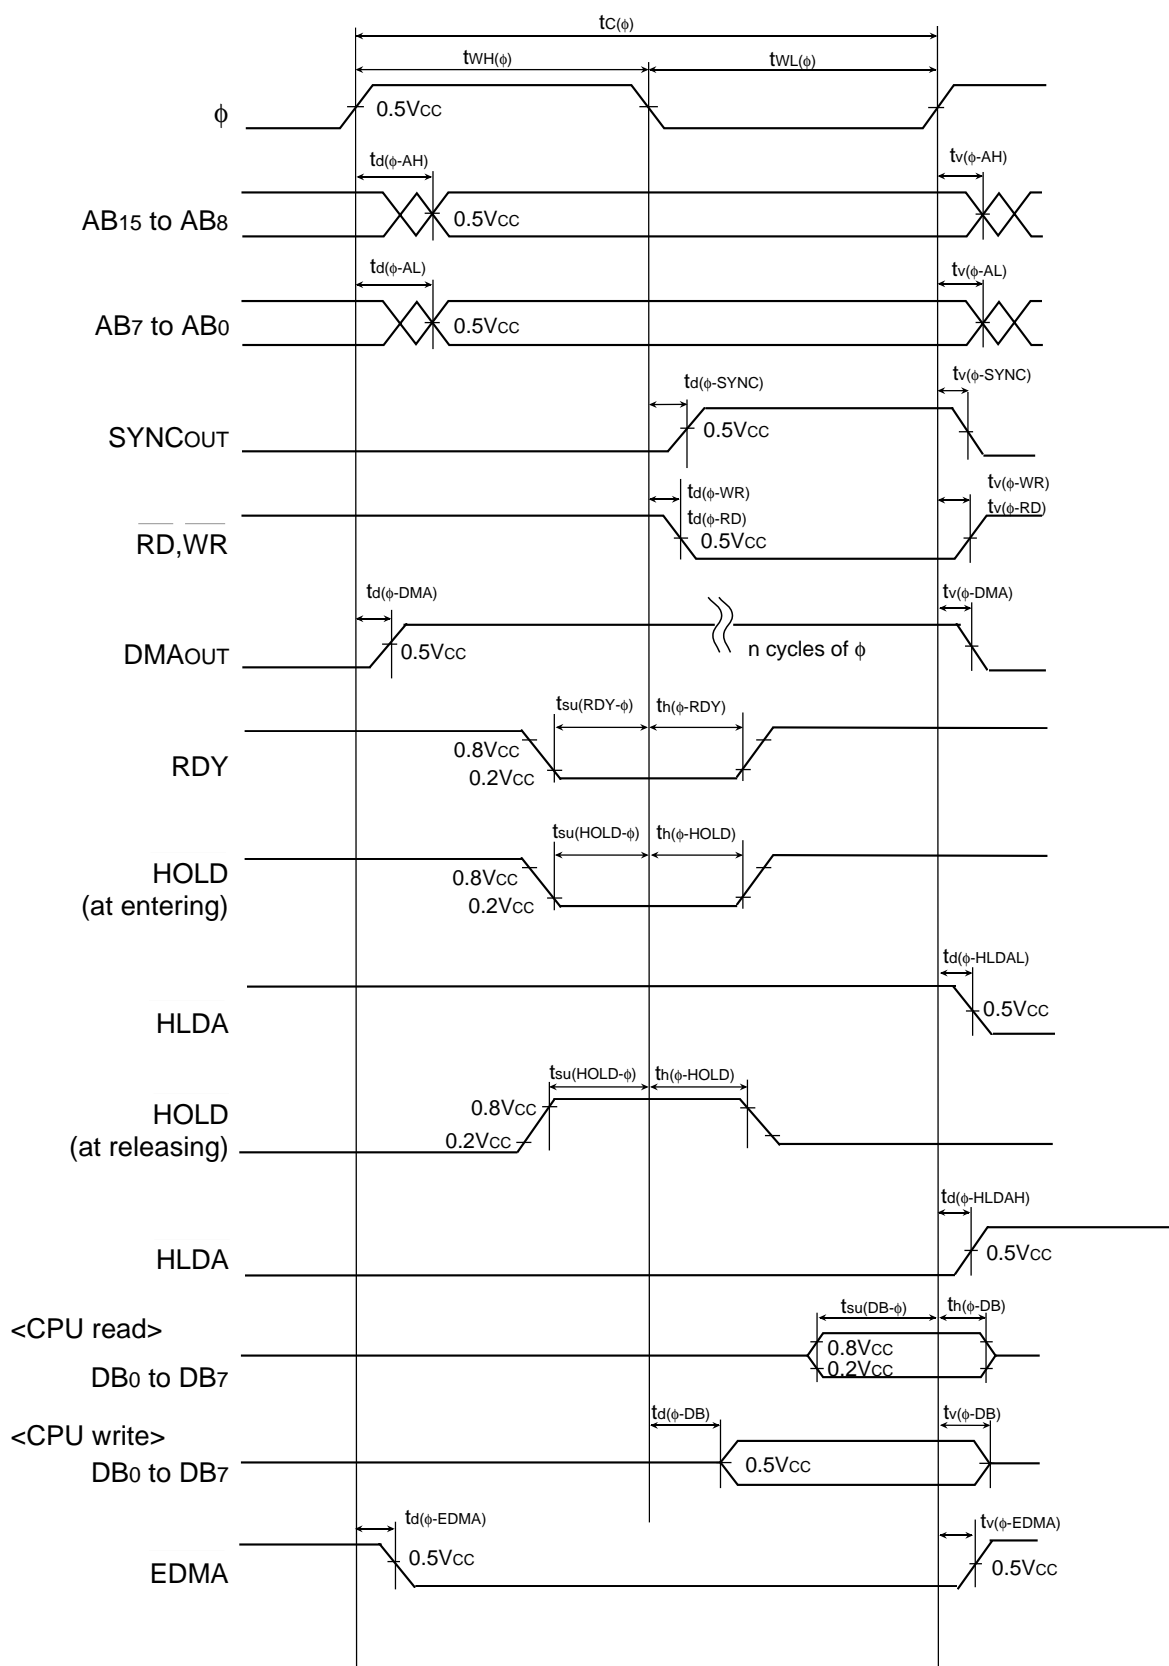 tC(ϕ)
tWH(ϕ) tWL(ϕ)
ϕ 0.5VCC
td(ϕ-AH) tv(ϕ-AH)
AB15 to AB8 0.5VCC
td(ϕ-AL) tv(ϕ-AL)
AB7 to AB0 0.5VCC
td(ϕ-SYNC) tv(ϕ-SYNC)
SYNCOUT 0.5VCC
td(ϕ-WR) tv(ϕ-WR)
td(ϕ-RD) tv(ϕ-RD)
RD,WR 0.5VCC
td(ϕ-DMA) tv(ϕ-DMA)
DMAOUT 0.5VCC n cycles of ϕ
tsu(RDY-ϕ) th(ϕ-RDY)
0.8VCC
RDY 0.2VCC
tsu(HOLD-ϕ) th(ϕ-HOLD)
HOLD 0.8VCC
(at entering) 0.2VCC
td(ϕ-HLDAL)
HLDA 0.5VCC
tsu(HOLD-ϕ) th(ϕ-HOLD)
HOLD 0.8VCC
(at releasing) 0.2VCC
td(ϕ-HLDAH)
HLDA 0.5VCC
tsu(DB-ϕ) th(ϕ-DB)
<CPU read> 0.8VCC
DB0 to DB7 0.2VCC
td(ϕ-DB) tv(ϕ-DB)
<CPU write>
DB0 to DB7 0.5VCC
td(ϕ-EDMA) tv(ϕ-EDMA)
EDMA 0.5VCC 0.5VCC